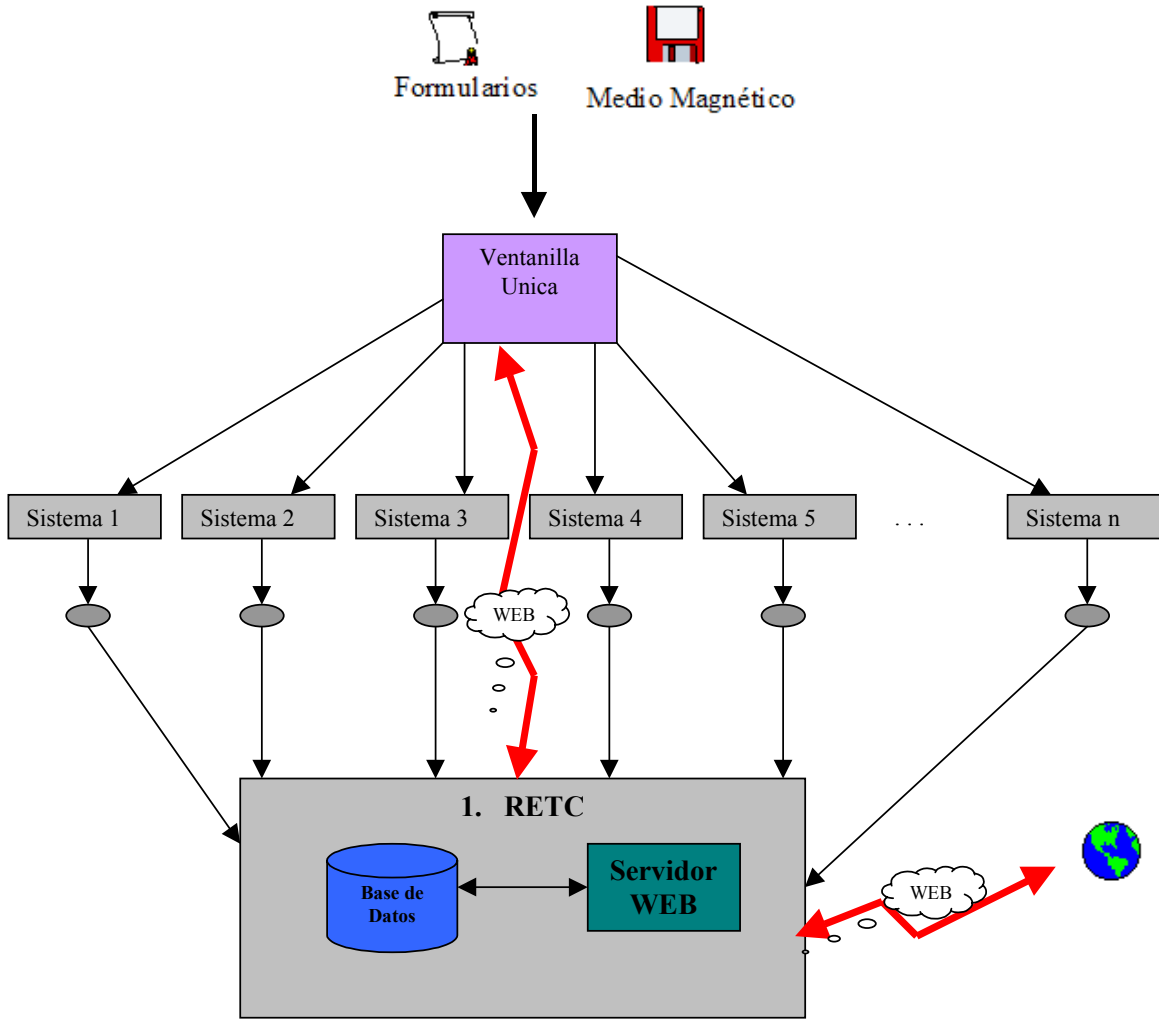 Formularios
Medio Magnético
Ventanilla
Unica
Sistema 1
Sistema 2
Sistema 3
Sistema 4
Sistema 5
. . .
Sistema n
WEB
1. RETC
Base de
Datos
Servidor
WEB
WEB